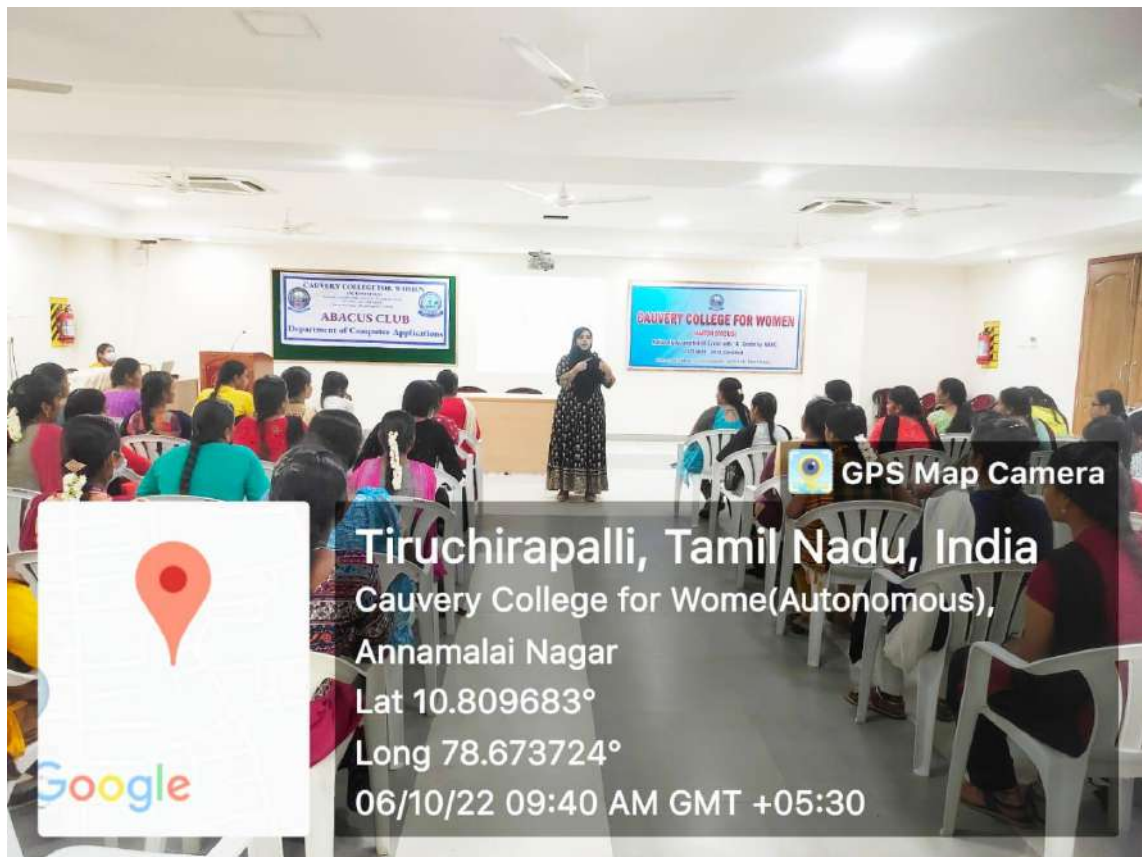 CAUVERY COLLEGE FOR WOMEN
ABACUS CLUB
Department of Computer Applications
CAUVERY COLLEGE FOR WOMEN
(AUTONOMOUS)
GPS Map Camera
Tiruchirapalli, Tamil Nadu, India
Cauvery College for Wome(Autonomous),
Annamalai Nagar
Lat 10.809683°
Long 78.673724°
06/10/22 09:40 AM GMT +05:30
Google